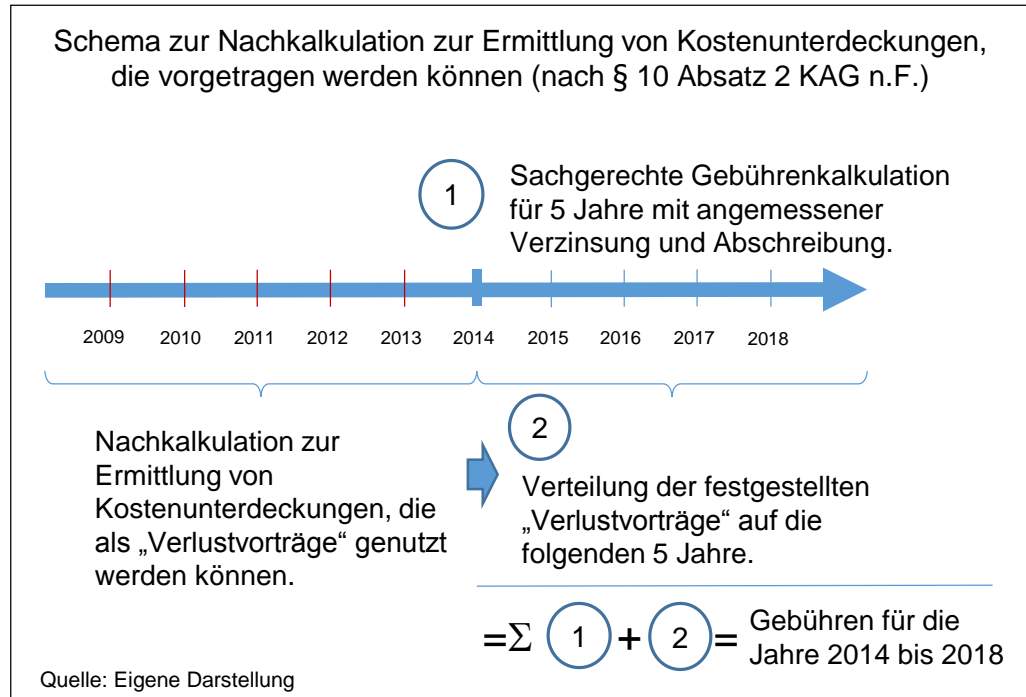 Schema zur Nachkalkulation zur Ermittlung von Kostenunterdeckungen,
die vorgetragen werden können (nach § 10 Absatz 2 KAG n.F.)
1
Sachgerechte Gebührenkalkulation
für 5 Jahre mit angemessener
Verzinsung und Abschreibung.
2009 2010 2011 2012 2013 2014 2015 2016 2017 2018
Nachkalkulation zur
Ermittlung von
Kostenunterdeckungen, die
als „Verlustvorträge“ genutzt
werden können.
2
Verteilung der festgestellten
„Verlustvorträge“ auf die
folgenden 5 Jahre.
=Σ 1 + 2 = Gebühren für die
Jahre 2014 bis 2018
Quelle: Eigene Darstellung